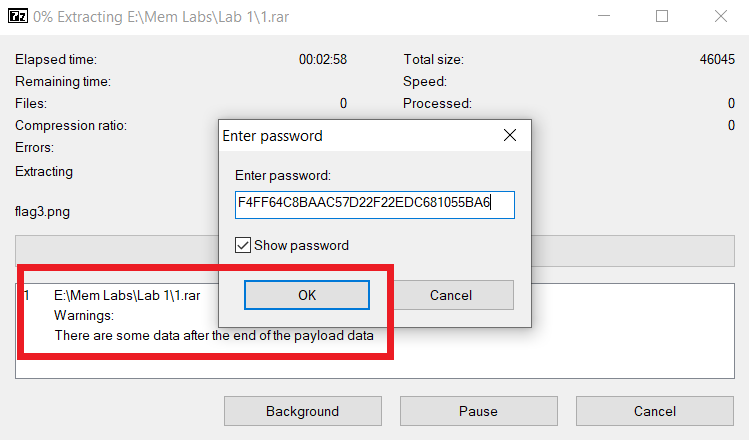 7z 0% Extracting E:\Mem Labs\Lab 1\1.rar
Elapsed time: 00:02:58 Total size: 46045
Remaining time: Speed:
Files: 0 Processed: 0
Compression ratio: 0
Errors:
Extracting
flag3.png
Enter password
Enter password:
F4FF64C8BAAC57D22F22EDC681055BA6
Show password
OK Cancel
1 E:\Mem Labs\Lab 1\1.rar
Warnings:
There are some data after the end of the payload data
Background Pause Cancel